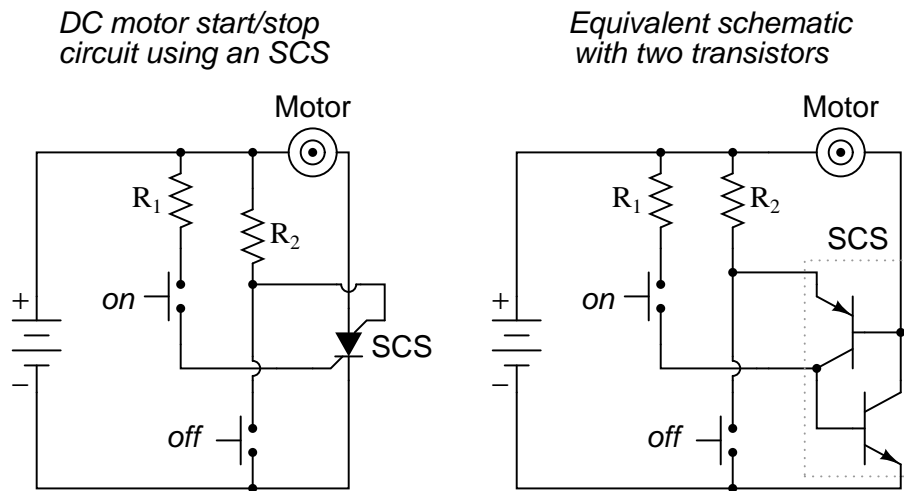 DC motor start/stop
circuit using an SCS
Motor
R1
R2
+
on
SCS
−
off
Equivalent schematic
with two transistors
Motor
R1
R2
SCS
+
on
−
off